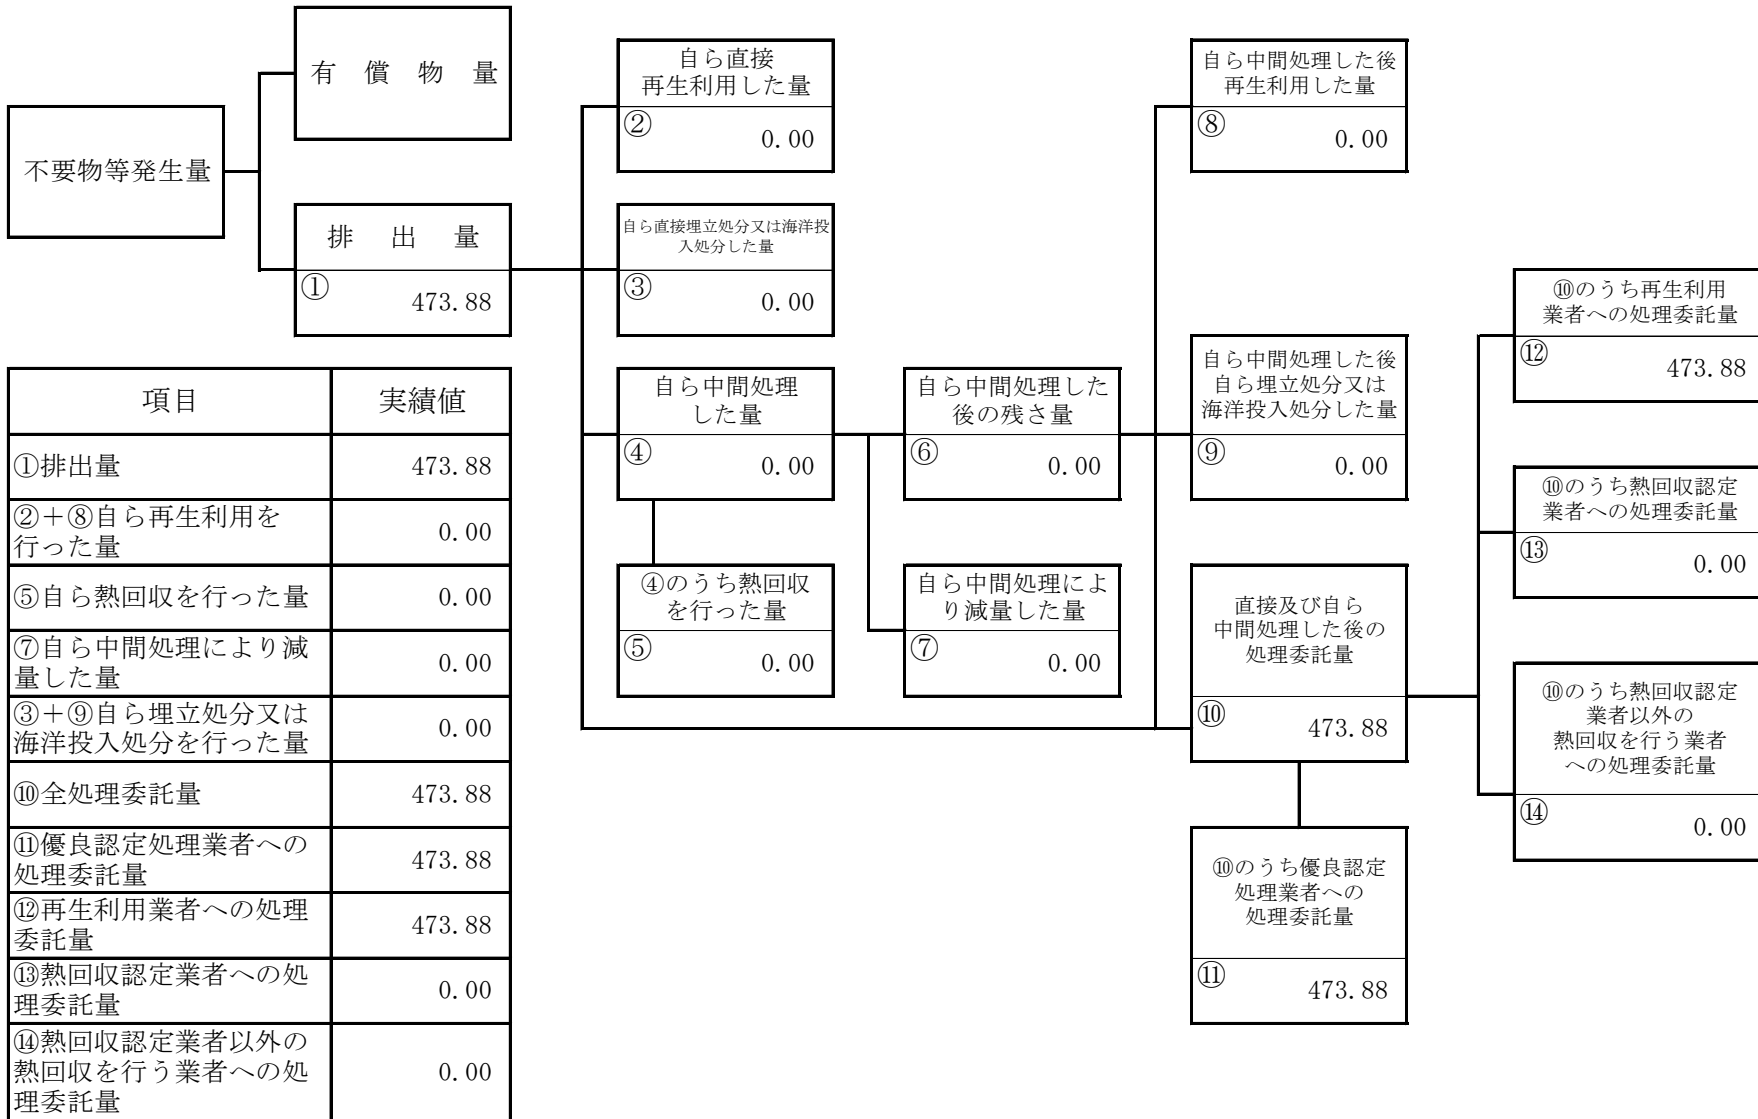 有償物量
不要物等発生量
排出量
①
473.88
自ら直接
再生利用した量
②
0.00
自ら直接埋立処分又は海洋投
入処分した量
③
0.00
自ら中間処理
した量
④
0.00
④のうち熱回収
を行った量
⑤
0.00
自ら中間処理した
後の残さ量
⑥
0.00
自ら中間処理によ
り減量した量
⑦
0.00
自ら中間処理した後
再生利用した量
⑧
0.00
自ら中間処理した後
自ら埋立処分又は
海洋投入処分した量
⑨
0.00
直接及び自ら
中間処理した後の
処理委託量
⑩
473.88
⑩のうち優良認定
処理業者への
処理委託量
⑪
473.88
⑩のうち再生利用
業者への処理委託量
⑫
473.88
⑩のうち熱回収認定
業者への処理委託量
⑬
0.00
⑩のうち熱回収認定
業者以外の
熱回収を行う業者
への処理委託量
⑭
0.00
項目 実績値
①排出量 473.88
②＋⑧自ら再生利用を
行った量 0.00
⑤自ら熱回収を行った量 0.00
⑦自ら中間処理により減
量した量 0.00
③＋⑨自ら埋立処分又は
海洋投入処分を行った量 0.00
⑩全処理委託量 473.88
⑪優良認定処理業者への
処理委託量 473.88
⑫再生利用業者への処理
委託量 473.88
⑬熱回収認定業者への処
理委託量 0.00
⑭熱回収認定業者以外の
熱回収を行う業者への処
理委託量 0.00